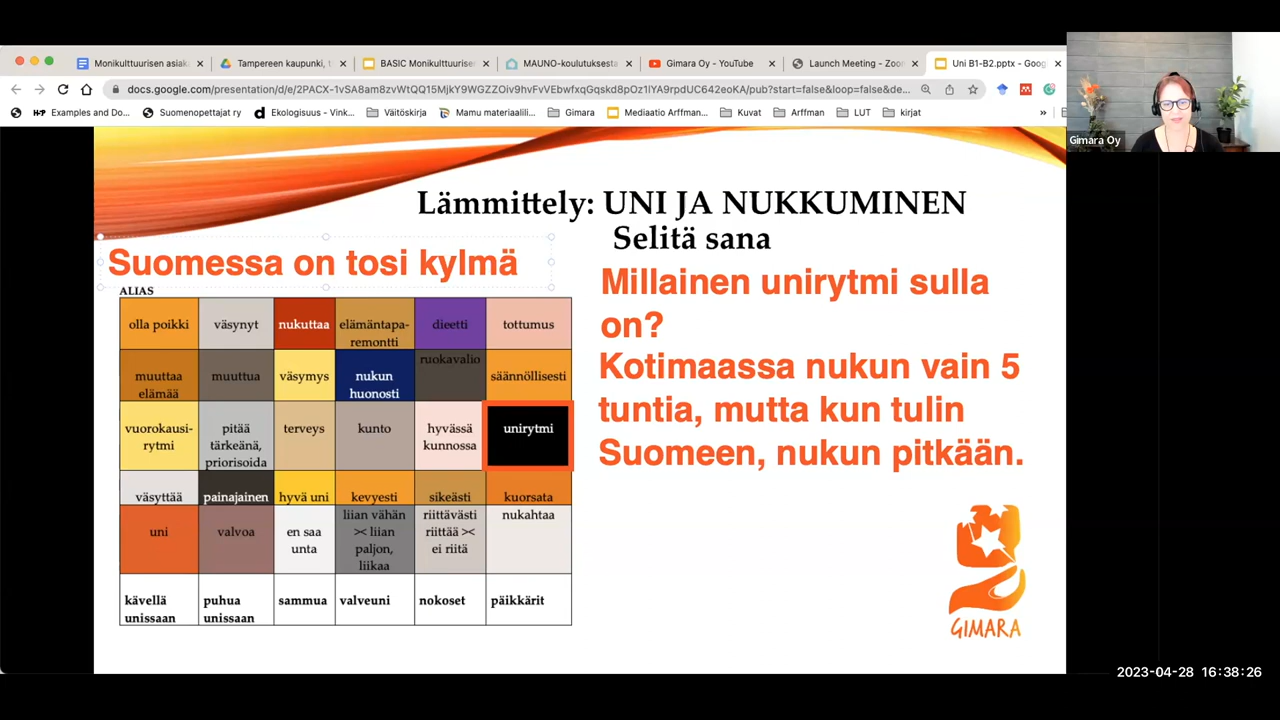 Monikulttuurisen asiak
Tampereen kaupunki, t
BASIC Monikulttuurise
MAUNO-koulutuksesta
Gimara Oy - YouTube
Launch Meeting - Zoon
Uni B1-B2.pptx - Goog
docs.google.com/presentation/d/e/2PACX-1vSA8am8zvWtQQ15MjkY9WGZZOiv9hvFvVEbwfxqGqskd8pOz1IYA9rpdUC642eoKA/pub?start=false&loop=false&de...
Examples and Do...
Suomenopettajat ry
Ekologisuus - Vink...
Väitöskirja
Mamu materiaalili...
Gimara
Mediaatio Arffman...
Kuvat
Arffman
LUT
kirjat
»
Gimara Oy
Lämmittely: UNI JA NUKKUMINEN
Selitä sana
Suomessa on tosi kylmä
ALIAS
olla poikki väsynyt nukuttaa elämäntapa-remontti dieetti tottumus
muuttaa elämää muuttua väsymys nukun huonosti ruokavalio säännöllisesti
vuorokausi-rytmi pitää tärkeänä, priorisoida terveys kunto hyvässä kunnossa unirytmi
väsyttää painajainen hyvä uni kevyesti sikeästi kuorsata
uni valvoa en saa unta liian vähän >< liian paljon, liikaa riittävästi riittää >< ei riitä nukahtaa
kävellä unissaan puhua unissaan sammua valveuni nokoset päikkärit
Millainen unirytmi sulla
on?
Kotimaassa nukun vain 5
tuntia, mutta kun tulin
Suomeen, nukun pitkään.
GIMARA
2023-04-28 16:38:26